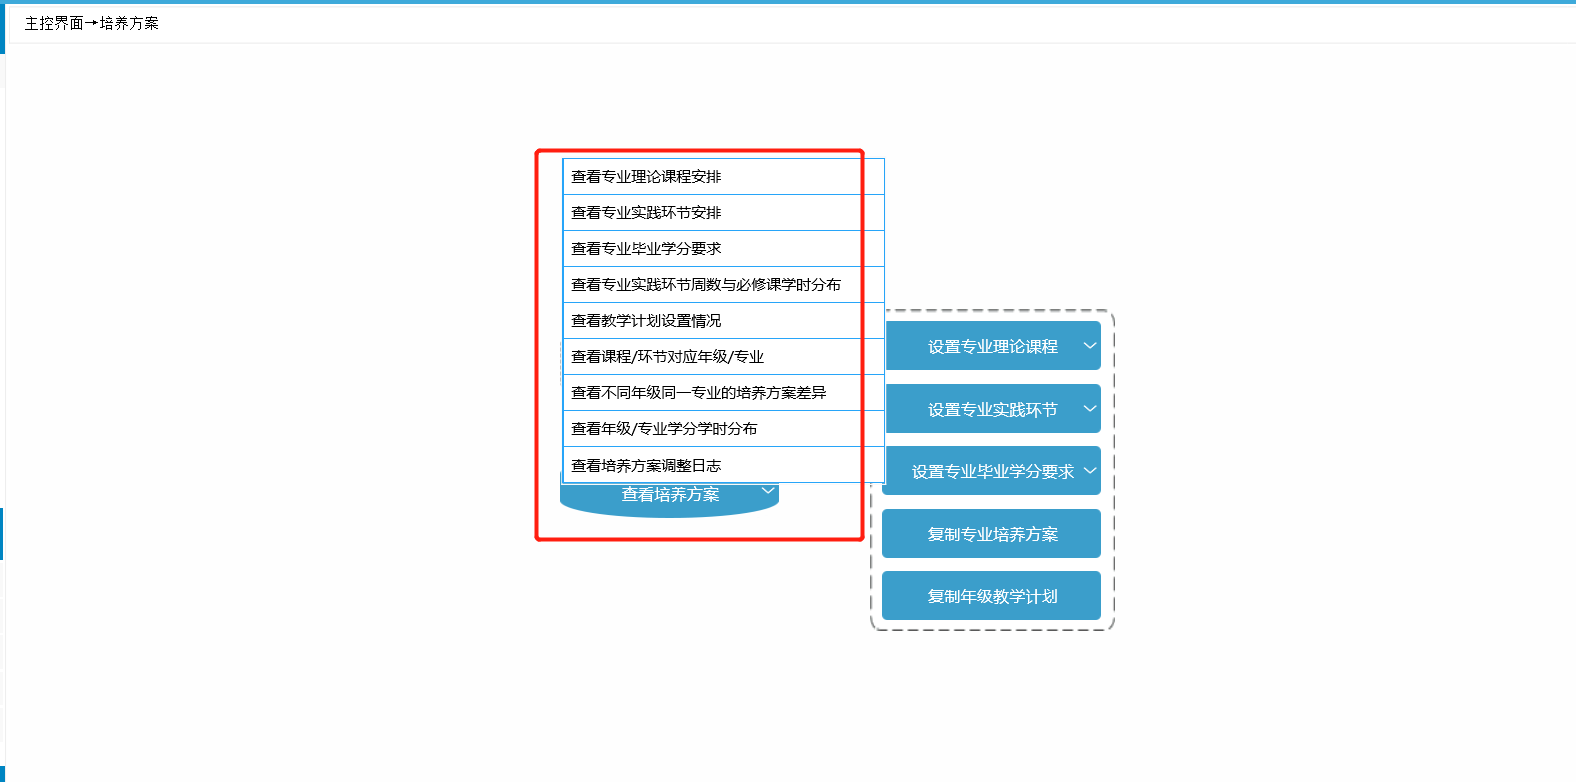 主控界面→培养方案
查看专业理论课程安排
查看专业实践环节安排
查看专业毕业学分要求
查看专业实践环节周数与必修课学时分布
查看教学计划设置情况
查看课程/环节对应年级/专业
查看不同年级同一专业的培养方案差异
查看年级/专业学分学时分布
查看培养方案调整日志
查看培养方案
设置专业理论课程
设置专业实践环节
设置专业毕业学分要求
复制专业培养方案
复制年级教学计划